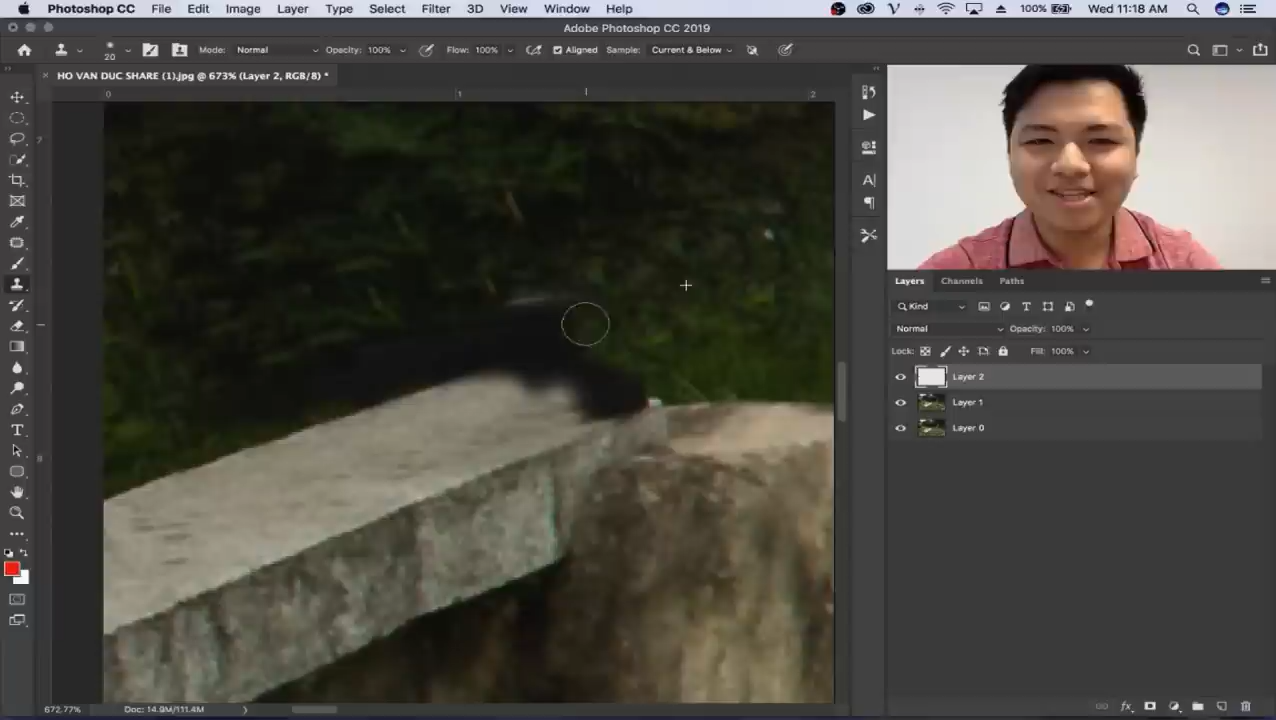 Photoshop CC File Edit Image Layer Type Select Filter 3D View Window Help 100% Wed 11:18 AM
Adobe Photoshop CC 2019
20 Mode: Normal Opacity: 100% Flow: 100% Aligned Sample: Current & Below
HO VAN DUC SHARE (1).jpg @ 673% (Layer 2, RGB/8) *
0 1 2
7
8
Layers Channels Paths
Kind
Normal Opacity: 100%
Lock: Fill: 100%
Layer 2
Layer 1
Layer 0
672.77% Doc: 14.9M/111.4M